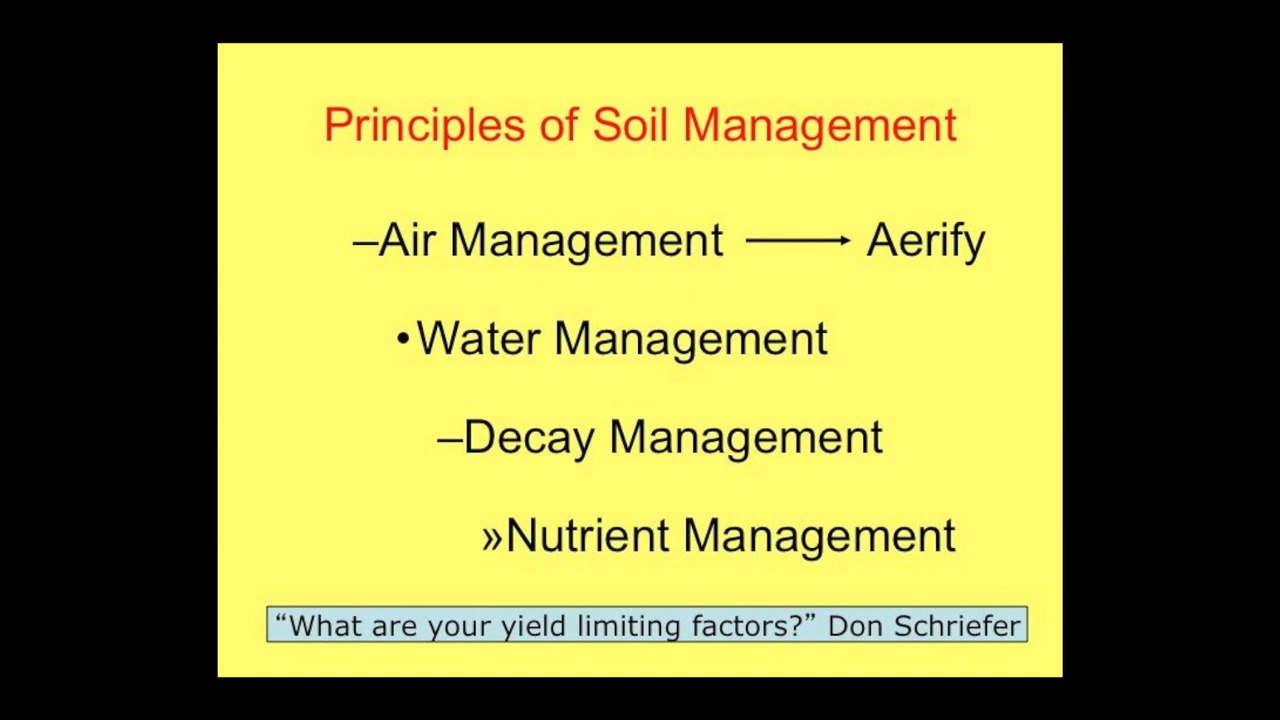 Principles of Soil Management
–Air Management → Aerify
•Water Management
–Decay Management
»Nutrient Management
“What are your yield limiting factors?” Don Schriefer